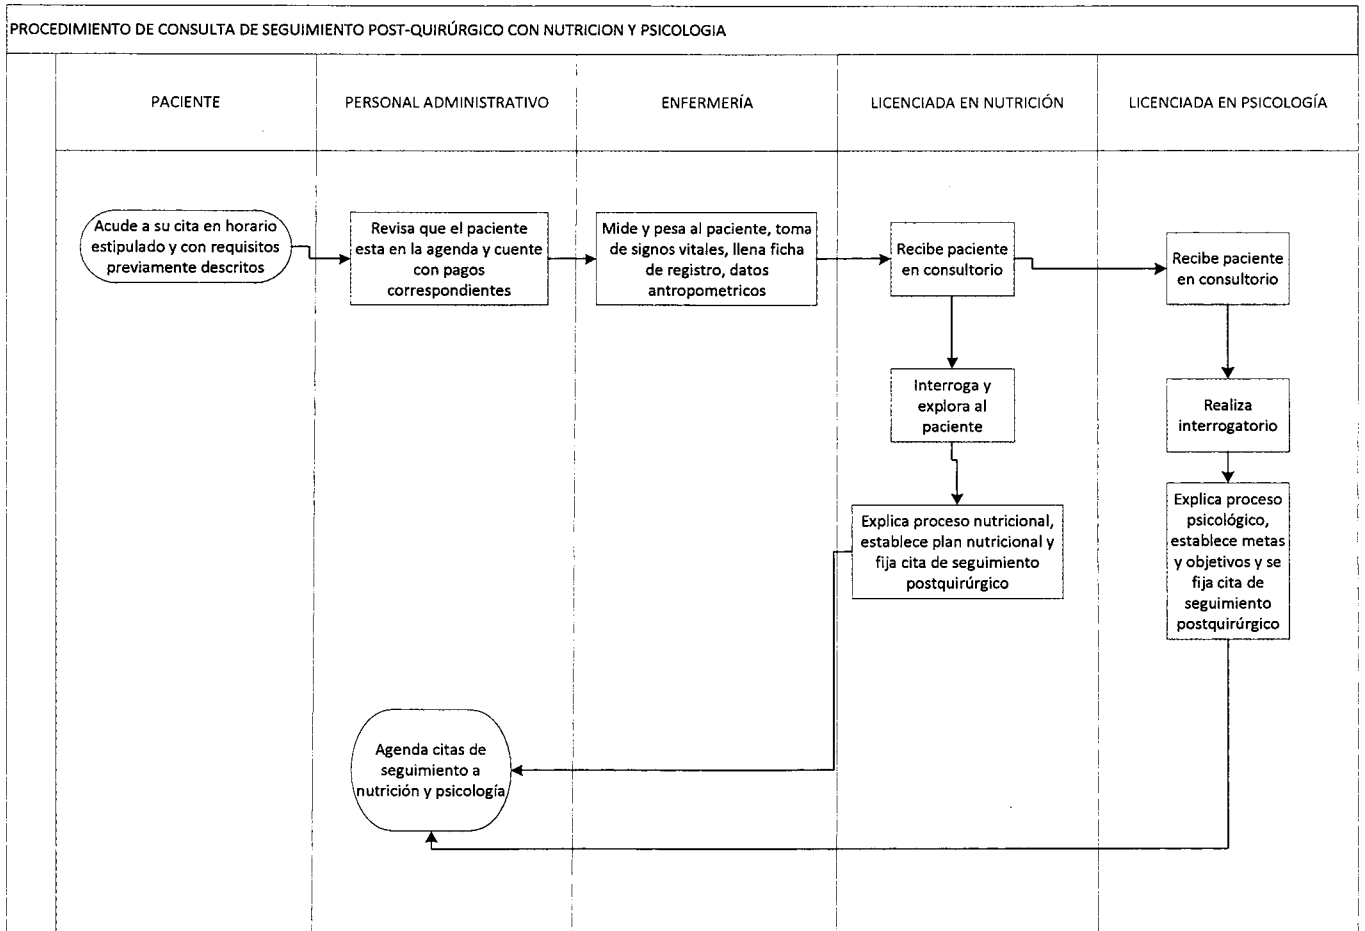 PROCEDIMIENTO DE CONSULTA DE SEGUIMIENTO POST-QUIRÚRGICO CON NUTRICION Y PSICOLOGIA
PACIENTE
PERSONAL ADMINISTRATIVO
ENFERMERÍA
LICENCIADA EN NUTRICIÓN
LICENCIADA EN PSICOLOGÍA
Acude a su cita en horario
estipulado y con requisitos
previamente descritos
Revisa que el paciente
esta en la agenda y cuente
con pagos
correspondientes
Mide y pesa al paciente, toma
de signos vitales, llena ficha
de registro, datos
antropometricos
Recibe paciente
en consultorio
Recibe paciente
en consultorio
Interroga y
explora al
paciente
Realiza
interrogatorio
Explica proceso nutricional,
establece plan nutricional y
fija cita de seguimiento
postquirúrgico
Explica proceso
psicológico,
establece metas
y objetivos y se
fija cita de
seguimiento
postquirúrgico
Agenda citas de
seguimiento a
nutrición y psicología